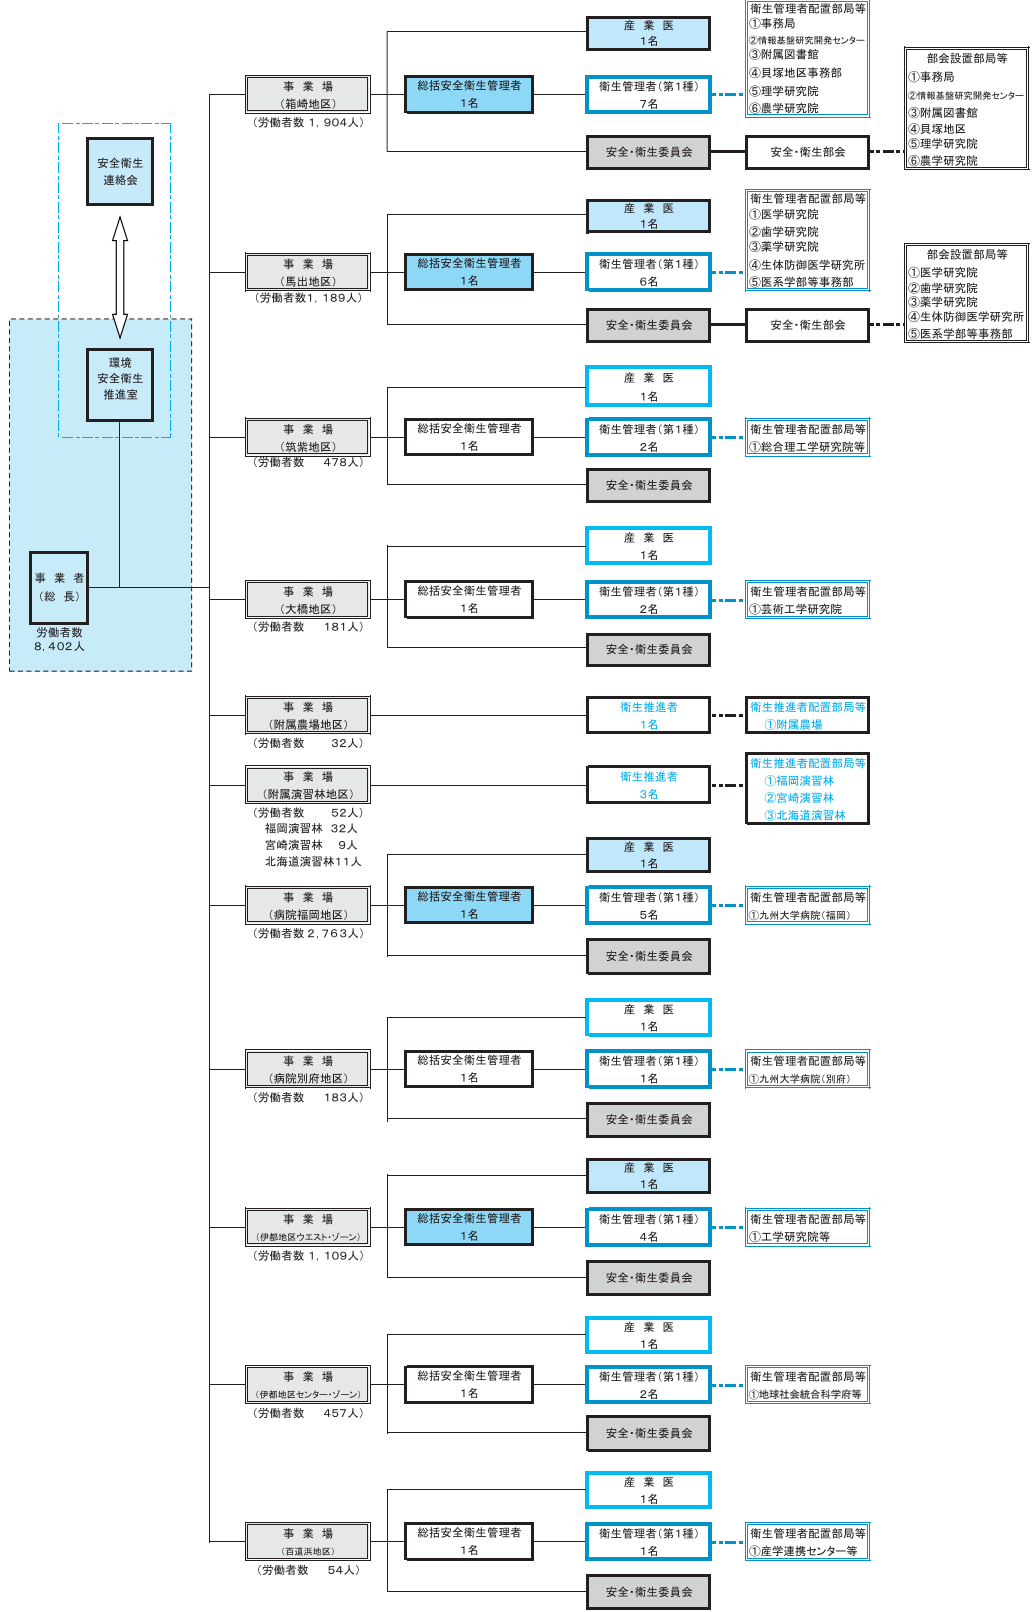 安全衛生
連絡会
環境
安全衛生
推進室
事 業 者
（総 長）
労働者数
8,402人
事 業 場
（箱崎地区）
（労働者数 1,904人）
総括安全衛生管理者
1名
産 業 医
1名
衛生管理者（第1種）
7名
安全・衛生委員会
安全・衛生部会
衛生管理者配置部局等
①事務局
②情報基盤研究開発センター
③附属図書館
④貝塚地区事務部
⑤理学研究院
⑥農学研究院
部会設置部局等
①事務局
②情報基盤研究開発センター
③附属図書館
④貝塚地区
⑤理学研究院
⑥農学研究院
事 業 場
（馬出地区）
（労働者数1,189人）
総括安全衛生管理者
1名
産 業 医
1名
衛生管理者（第1種）
6名
安全・衛生委員会
安全・衛生部会
衛生管理者配置部局等
①医学研究院
②歯学研究院
③薬学研究院
④生体防御医学研究所
⑤医系学部等事務部
部会設置部局等
①医学研究院
②歯学研究院
③薬学研究院
④生体防御医学研究所
⑤医系学部等事務部
事 業 場
（筑紫地区）
（労働者数 478人）
総括安全衛生管理者
1名
産 業 医
1名
衛生管理者（第1種）
2名
安全・衛生委員会
衛生管理者配置部局等
①総合理工学研究院等
事 業 場
（大橋地区）
（労働者数 181人）
総括安全衛生管理者
1名
産 業 医
1名
衛生管理者（第1種）
2名
安全・衛生委員会
衛生管理者配置部局等
①芸術工学研究院
事 業 場
（附属農場地区）
（労働者数 32人）
衛生推進者
1名
衛生推進者配置部局等
①附属農場
事 業 場
（附属演習林地区）
（労働者数 52人）
福岡演習林 32人
宮崎演習林 9人
北海道演習林11人
衛生推進者
3名
衛生推進者配置部局等
①福岡演習林
②宮崎演習林
③北海道演習林
事 業 場
（病院福岡地区）
（労働者数 2,763人）
総括安全衛生管理者
1名
産 業 医
1名
衛生管理者（第1種）
5名
安全・衛生委員会
衛生管理者配置部局等
①九州大学病院（福岡）
事 業 場
（病院別府地区）
（労働者数 183人）
総括安全衛生管理者
1名
産 業 医
1名
衛生管理者（第1種）
1名
安全・衛生委員会
衛生管理者配置部局等
①九州大学病院（別府）
事 業 場
（伊都地区ウエスト・ゾーン）
（労働者数 1,109人）
総括安全衛生管理者
1名
産 業 医
1名
衛生管理者（第1種）
4名
安全・衛生委員会
衛生管理者配置部局等
①工学研究院等
事 業 場
（伊都地区センター・ゾーン）
（労働者数 457人）
総括安全衛生管理者
1名
産 業 医
1名
衛生管理者（第1種）
2名
安全・衛生委員会
衛生管理者配置部局等
①地球社会統合科学府等
事 業 場
（百道浜地区）
（労働者数 54人）
総括安全衛生管理者
1名
産 業 医
1名
衛生管理者（第1種）
1名
安全・衛生委員会
衛生管理者配置部局等
①産学連携センター等